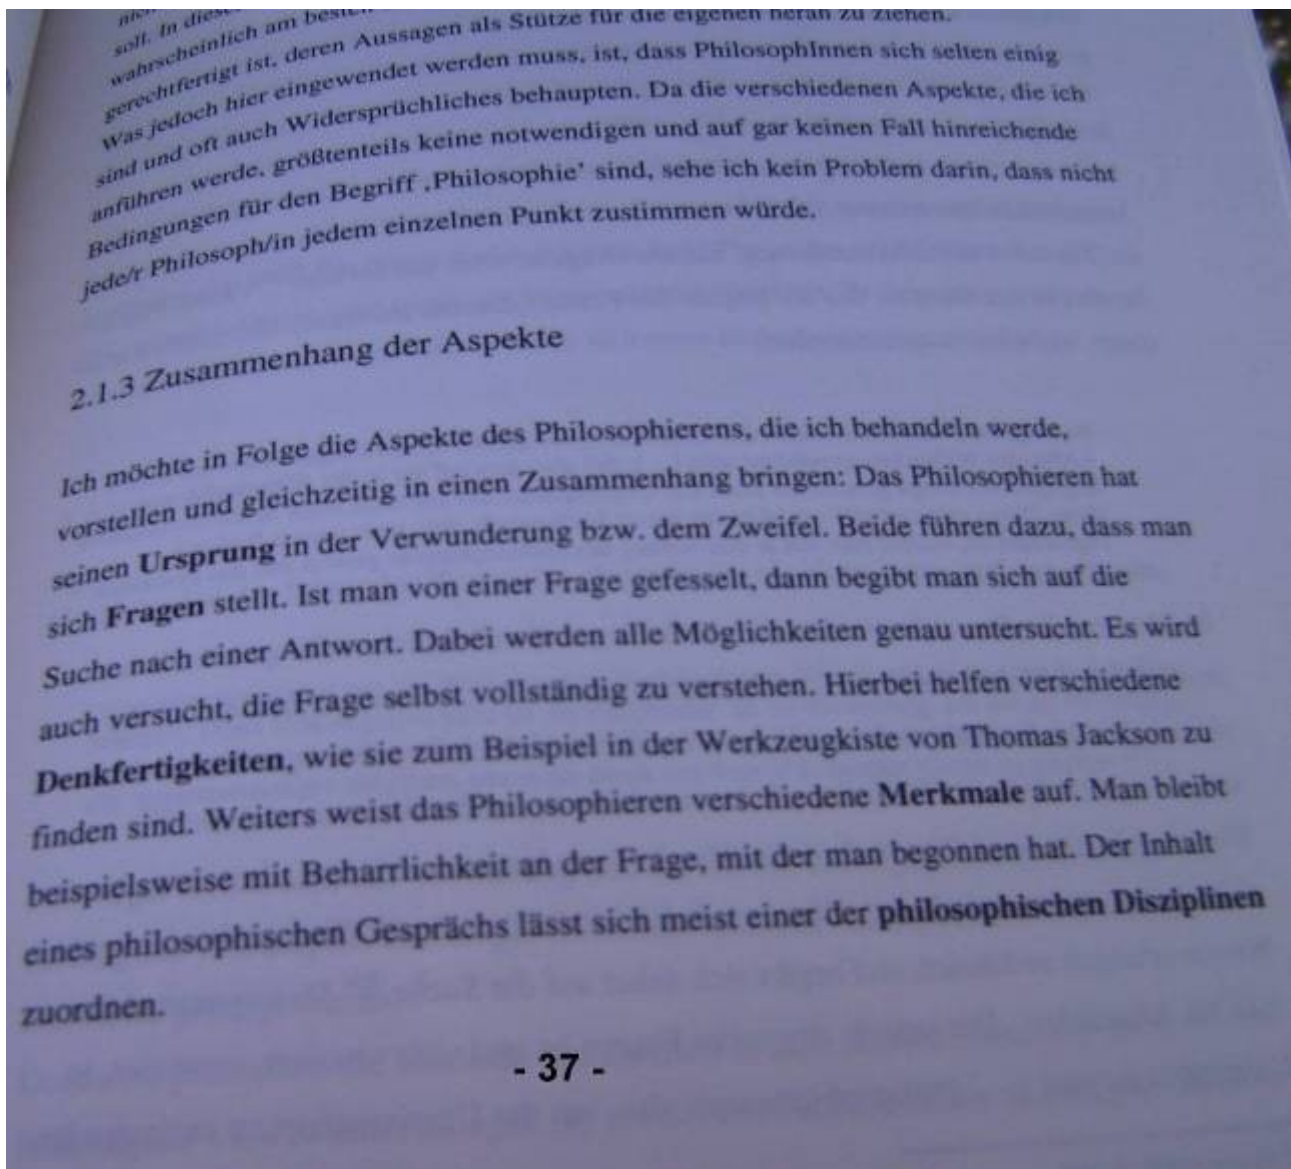 soll. In dieser
wahrscheinlich am besten
gerechtfertigt ist, deren Aussagen als Stütze für die eigenen heran zu ziehen.
Was jedoch hier eingewendet werden muss, ist, dass PhilosophInnen sich selten einig
sind und oft auch Widersprüchliches behaupten. Da die verschiedenen Aspekte, die ich
anführen werde, größtenteils keine notwendigen und auf gar keinen Fall hinreichende
Bedingungen für den Begriff ‚Philosophie' sind, sehe ich kein Problem darin, dass nicht
jede/r Philosoph/in jedem einzelnen Punkt zustimmen würde.
2.1.3 Zusammenhang der Aspekte
Ich möchte in Folge die Aspekte des Philosophierens, die ich behandeln werde,
vorstellen und gleichzeitig in einen Zusammenhang bringen: Das Philosophieren hat
seinen Ursprung in der Verwunderung bzw. dem Zweifel. Beide führen dazu, dass man
sich Fragen stellt. Ist man von einer Frage gefesselt, dann begibt man sich auf die
Suche nach einer Antwort. Dabei werden alle Möglichkeiten genau untersucht. Es wird
auch versucht, die Frage selbst vollständig zu verstehen. Hierbei helfen verschiedene
Denkfertigkeiten, wie sie zum Beispiel in der Werkzeugkiste von Thomas Jackson zu
finden sind. Weiters weist das Philosophieren verschiedene Merkmale auf. Man bleibt
beispielsweise mit Beharrlichkeit an der Frage, mit der man begonnen hat. Der Inhalt
eines philosophischen Gesprächs lässt sich meist einer der philosophischen Disziplinen
zuordnen.
- 37 -